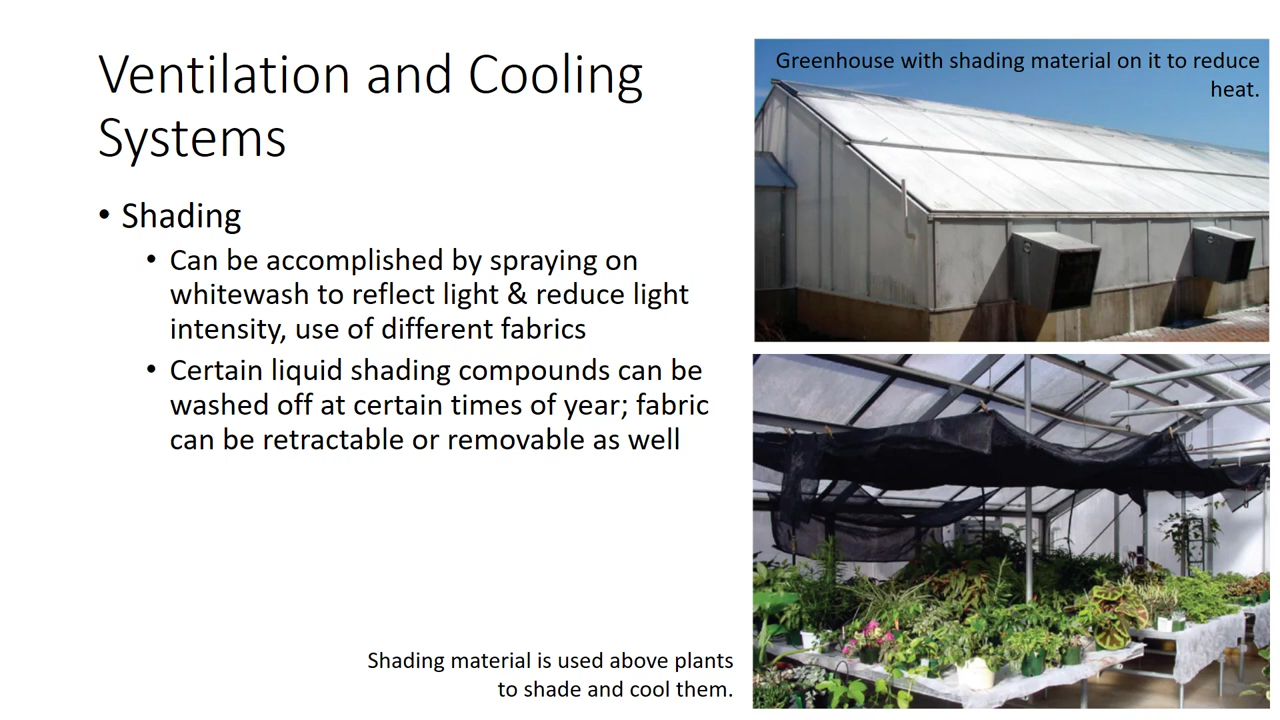 Ventilation and Cooling
Systems
• Shading
• Can be accomplished by spraying on
whitewash to reflect light & reduce light
intensity, use of different fabrics
• Certain liquid shading compounds can be
washed off at certain times of year; fabric
can be retractable or removable as well
Greenhouse with shading material on it to reduce
heat.
Shading material is used above plants
to shade and cool them.